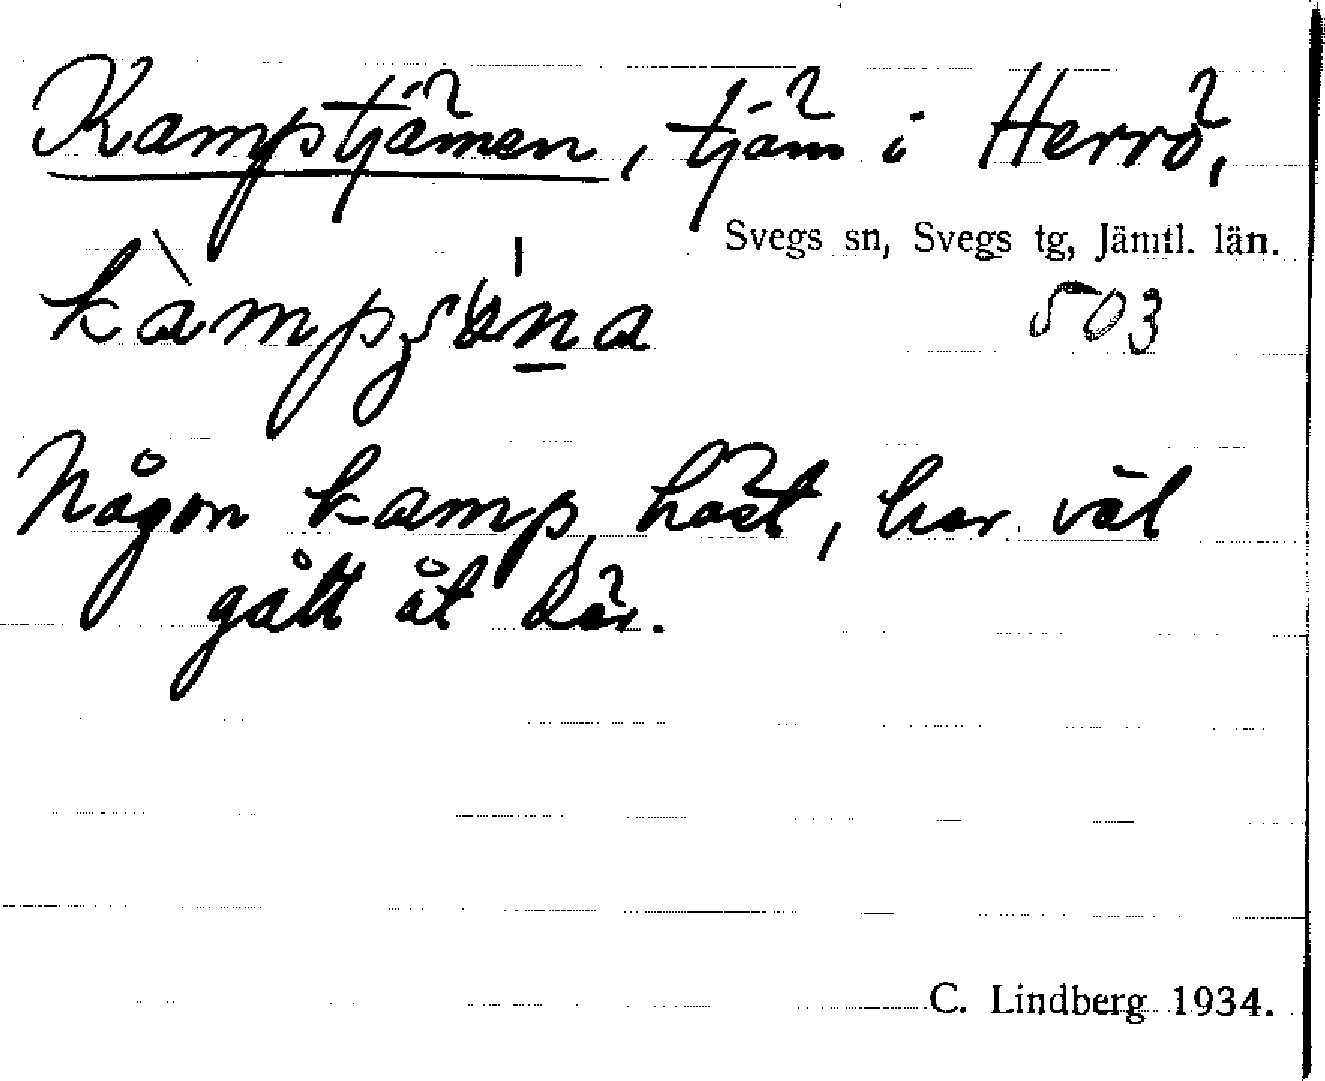 Kampstjärnen, tjärn i Herrö,
Svegs sn, Svegs tg, Jämtl. län.
503
Någon kamp, häst, har väl
gått åt där.
C. Lindberg 1934.